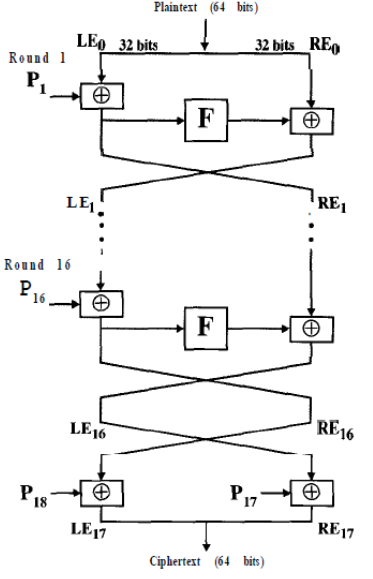 Plaintext (64 bits)
LE0 32 bits 32 bits RE0
Round 1
P1
⊕ F ⊕
LE1 RE1
Round 16
P16
⊕ F ⊕
LE16 RE16
P18 ⊕ P17 ⊕
LE17 RE17
Ciphertext (64 bits)